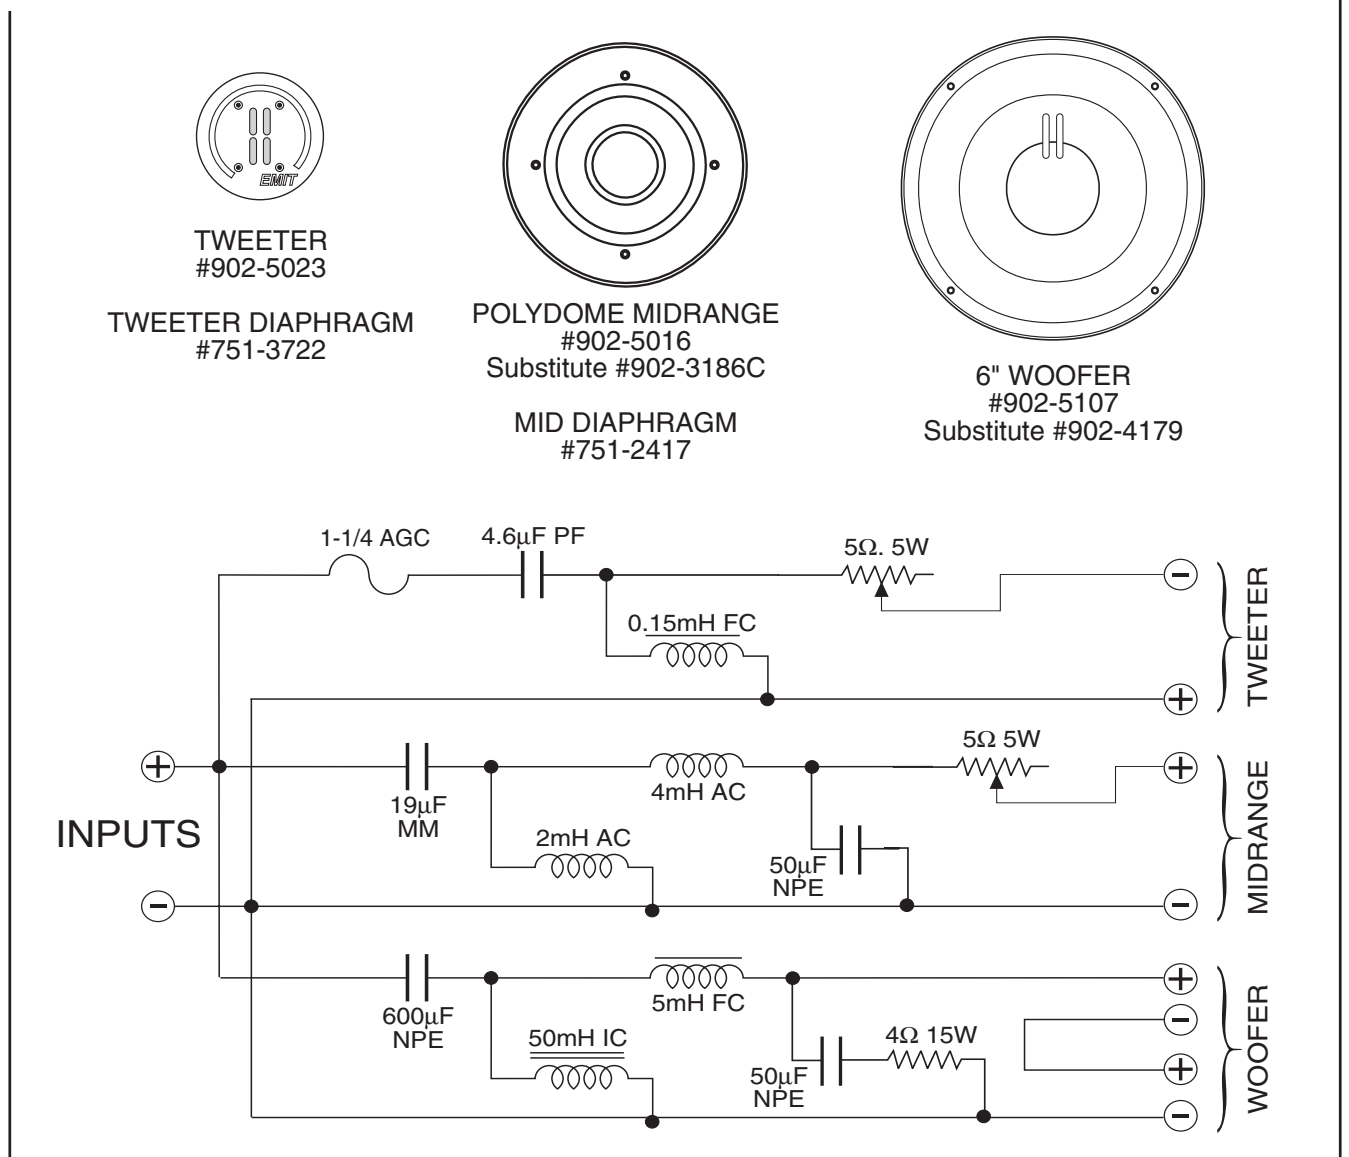 EMIT
TWEETER
#902-5023
TWEETER DIAPHRAGM
#751-3722
POLYDOME MIDRANGE
#902-5016
Substitute #902-3186C
MID DIAPHRAGM
#751-2417
6" WOOFER
#902-5107
Substitute #902-4179
1-1/4 AGC
4.6µF PF
5Ω. 5W
0.15mH FC
TWEETER
5Ω 5W
19µF
MM
4mH AC
2mH AC
50µF
NPE
MIDRANGE
INPUTS
600µF
NPE
5mH FC
50mH IC
50µF
NPE
4Ω 15W
WOOFER
+
−
−
+
+
−
+
−
+
−